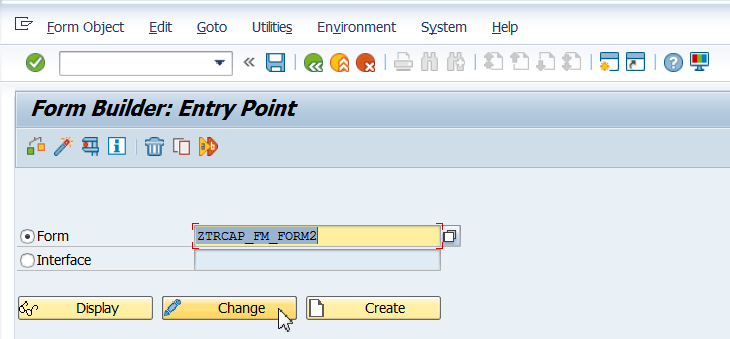 Form Object Edit Goto Utilities Environment System Help
Form Builder: Entry Point
Form ZTRCAP_FM_FORM2
Interface
Display Change Create